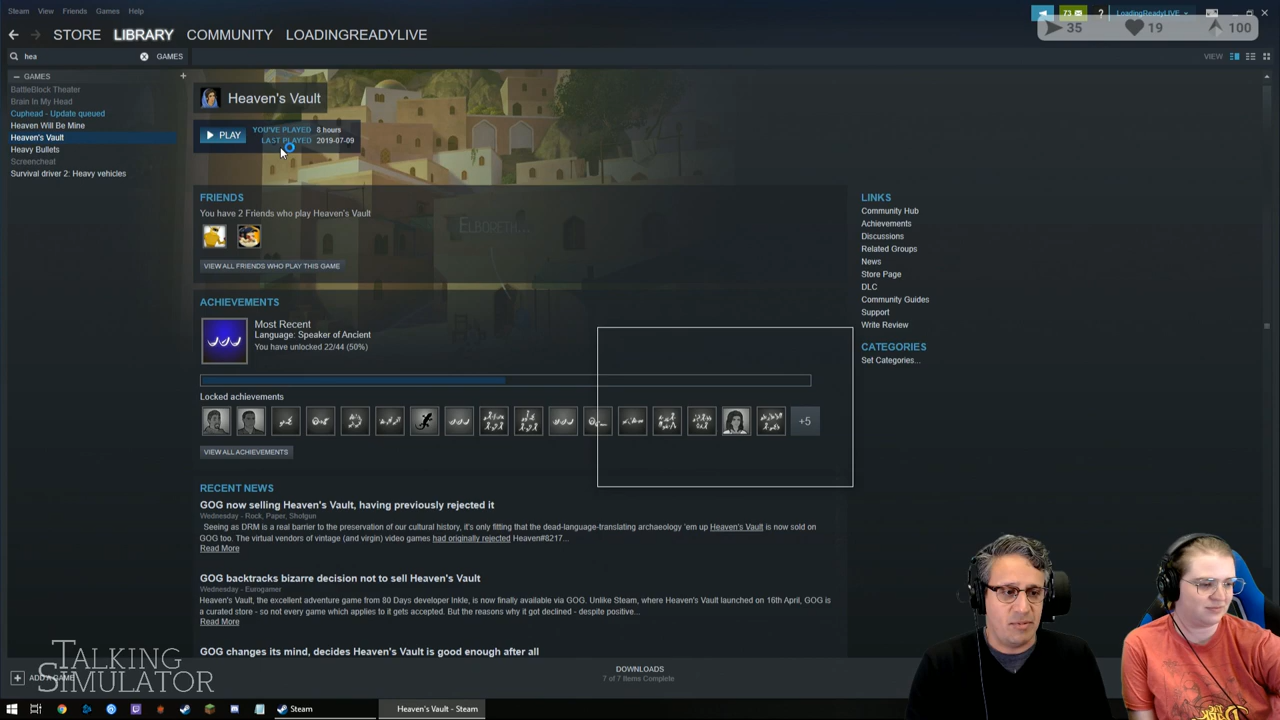 Steam View Friends Games Help
73
?
LoadingReadyLIVE
STORE LIBRARY COMMUNITY LOADINGREADYLIVE
35 19 100
hea
GAMES
VIEW
GAMES
BattleBlock Theater
Brain In My Head
Cuphead - Update queued
Heaven Will Be Mine
Heaven's Vault
Heavy Bullets
Screencheat
Survival driver 2: Heavy vehicles
Heaven's Vault
PLAY
YOU'VE PLAYED 8 hours
LAST PLAYED 2019-07-09
FRIENDS
You have 2 Friends who play Heaven's Vault
VIEW ALL FRIENDS WHO PLAY THIS GAME
ELBORETH...
ACHIEVEMENTS
Most Recent
Language: Speaker of Ancient
You have unlocked 22/44 (50%)
Locked achievements
+5
VIEW ALL ACHIEVEMENTS
RECENT NEWS
GOG now selling Heaven's Vault, having previously rejected it
Wednesday - Rock, Paper, Shotgun
Seeing as DRM is a real barrier to the preservation of our cultural history, it's only fitting that the dead-language-translating archaeology 'em up Heaven's Vault is now sold on
GOG too. The virtual vendors of vintage (and virgin) video games had originally rejected Heaven#8217...
Read More
GOG backtracks bizarre decision not to sell Heaven's Vault
Wednesday - Eurogamer
Heaven's Vault, the excellent adventure game from 80 Days developer Inkle, is now finally available via GOG. Unlike Steam, where Heaven's Vault launched on 16th April, GOG is
a curated store - so not every game which applies to it gets accepted. But the reasons why it got declined - despite positive...
Read More
GOG changes its mind, decides Heaven's Vault is good enough after all
LINKS
Community Hub
Achievements
Discussions
Related Groups
News
Store Page
DLC
Community Guides
Support
Write Review
CATEGORIES
Set Categories...
TALKING
SIMULATOR
ADD A GAME
DOWNLOADS
7 of 7 Items Complete
Steam
Heaven's Vault - Steam